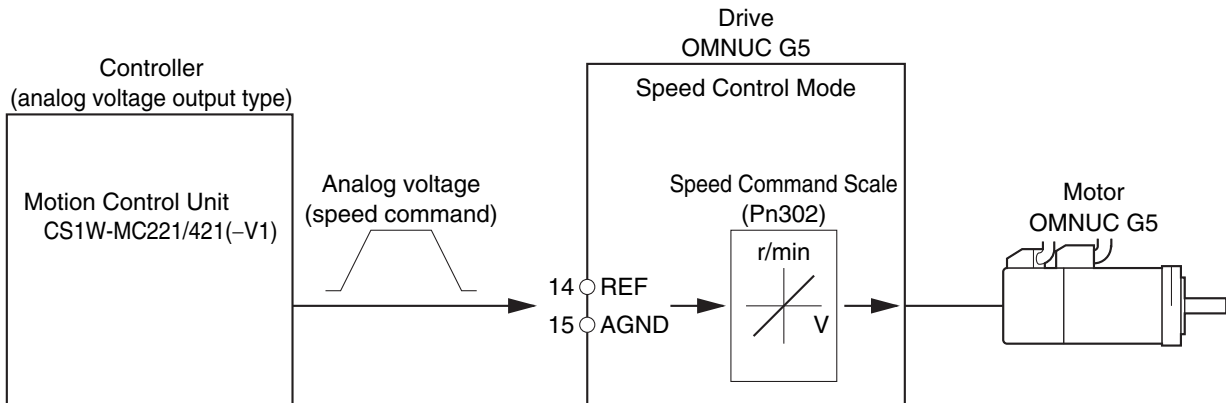 Controller
(analog voltage output type)
Motion Control Unit
CS1W-MC221/421(–V1)
Analog voltage
(speed command)
Drive
OMNUC G5
Speed Control Mode
14 REF
15 AGND
Speed Command Scale
(Pn302)
r/min
V
Motor
OMNUC G5